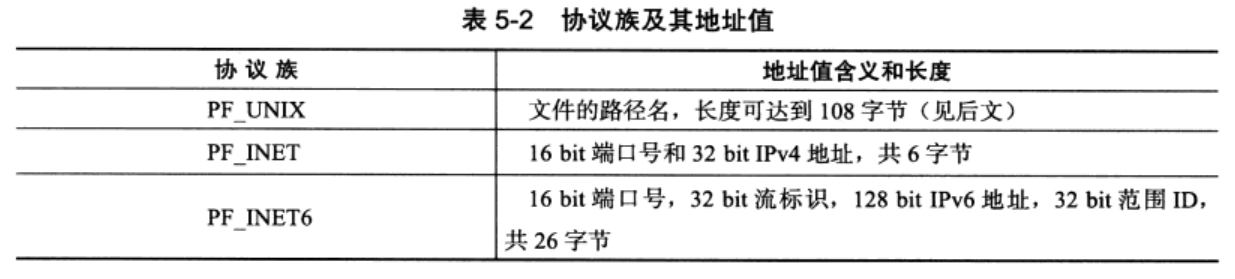 表 5-2 协议族及其地址值
协议族 地址值含义和长度
PF_UNIX 文件的路径名，长度可达到 108 字节（见后文）
PF_INET 16 bit 端口号和 32 bit IPv4 地址，共 6 字节
PF_INET6 16 bit 端口号，32 bit 流标识，128 bit IPv6 地址，32 bit 范围 ID，
共 26 字节